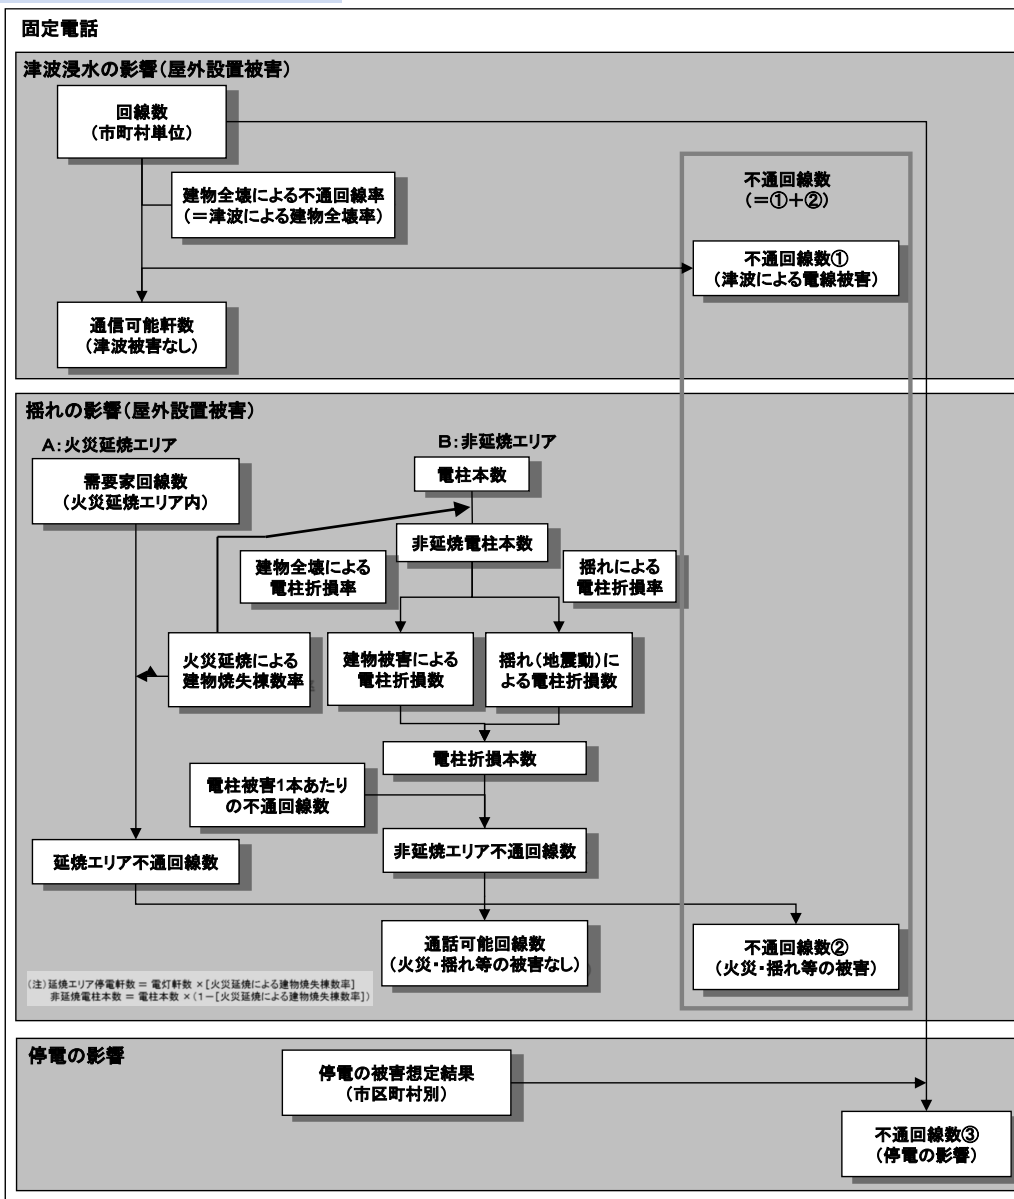 固定電話
津波浸水の影響(屋外設置被害)
回線数
(市町村単位)
建物全壊による不通回線率
(=津波による建物全壊率)
不通回線数
(=①+②)
不通回線数①
(津波による電線被害)
通信可能軒数
(津波被害なし)
揺れの影響(屋外設置被害)
A:火災延焼エリア
B:非延焼エリア
需要家回線数
(火災延焼エリア内)
電柱本数
非延焼電柱本数
建物全壊による
電柱折損率
揺れによる
電柱折損率
火災延焼による
建物焼失棟数率
建物被害による
電柱折損数
揺れ(地震動)に
よる電柱折損数
電柱折損本数
電柱被害1本あたり
の不通回線数
延焼エリア不通回線数
非延焼エリア不通回線数
通話可能回線数
(火災・揺れ等の被害なし)
不通回線数②
(火災・揺れ等の被害)
(注)延焼エリア停電軒数 = 電灯軒数 ×[火災延焼による建物焼失棟数率]
非延焼電柱本数 = 電柱本数 ×(1-[火災延焼による建物焼失棟数率])
停電の影響
停電の被害想定結果
(市区町村別)
不通回線数③
(停電の影響)